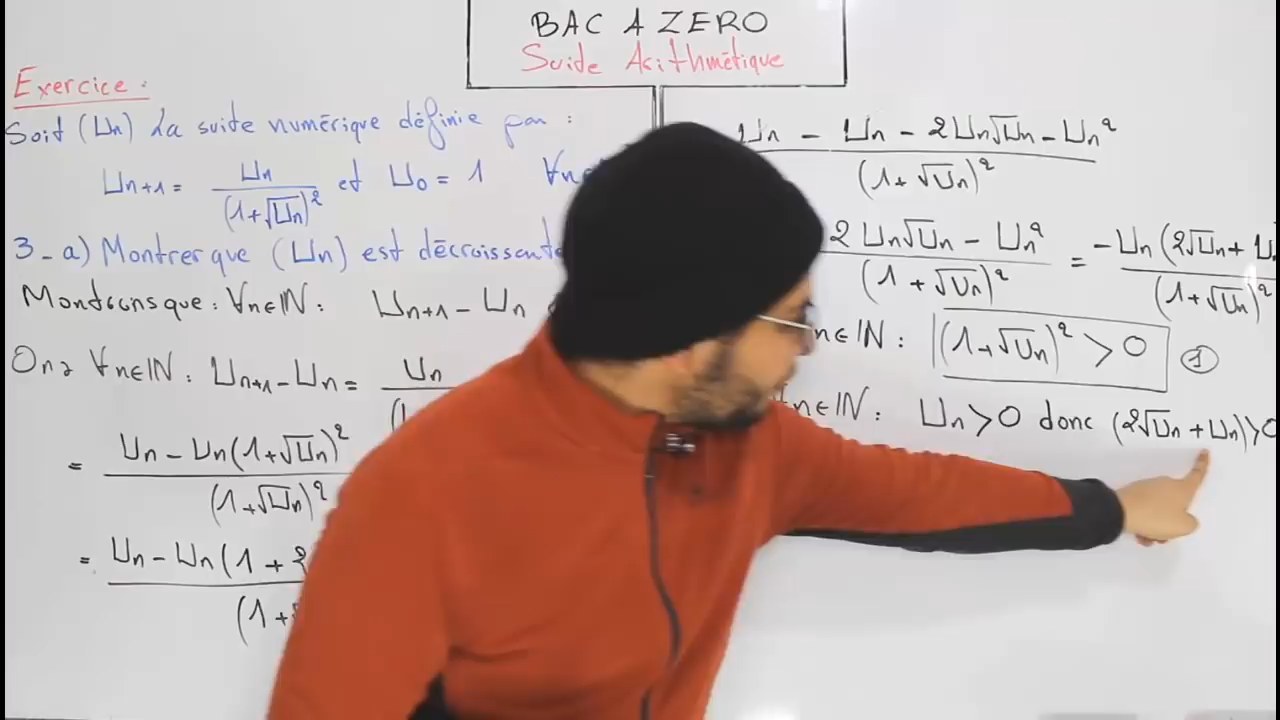 BAC A ZERO
Suite Arithmétique
Exercice :
Soit (Un) La suite numérique définie par :
Un+1 = Un / (1+√Un)² et U0 = 1 ∀n
3-a) Montrer que (Un) est décroissante
Montrons que : ∀n∈IN : Un+1 - Un
On a ∀n∈IN : Un+1 - Un = Un / (1
= Un - Un(1+√Un)² / (1+√Un)²
= Un - Un(1 + 2 / (1+
Un - Un - 2Un√Un - Un² / (1+√Un)²
2Un√Un - Un² / (1+√Un)² = -Un(2√Un + U / (1+√Un)²
n∈IN : (1+√Un)² > 0 ①
∀n∈IN : Un > 0 donc (2√Un + Un) > 0